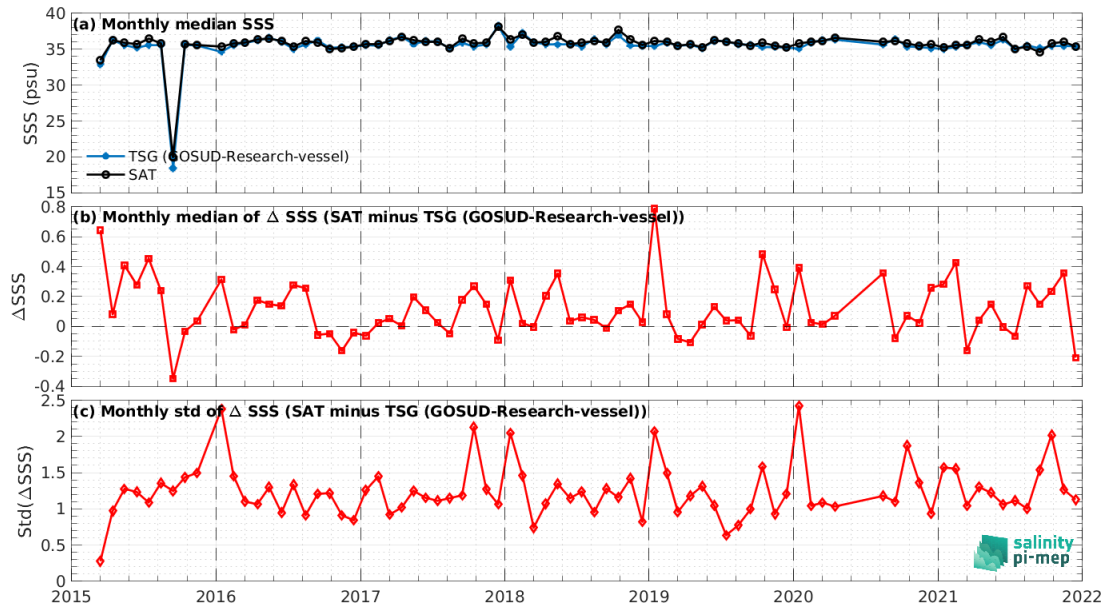 (a) Monthly median SSS
40
35
30
25
20
15
SSS (psu)
TSG (GOSUD-Research-vessel)
SAT
(b) Monthly median of Δ SSS (SAT minus TSG (GOSUD-Research-vessel))
0.8
0.6
0.4
0.2
0
-0.2
-0.4
ΔSSS
(c) Monthly std of Δ SSS (SAT minus TSG (GOSUD-Research-vessel))
2.5
2
1.5
1
0.5
0
Std(ΔSSS)
salinity
pi-mep
2015 2016 2017 2018 2019 2020 2021 2022